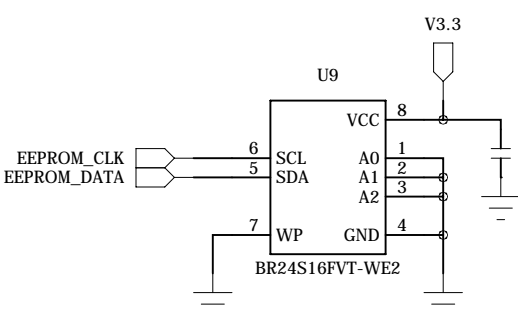 V3.3
U9
VCC 8
EEPROM_CLK 6 SCL A0 1
EEPROM_DATA 5 SDA A1 2
A2 3
7 WP GND 4
BR24S16FVT-WE2